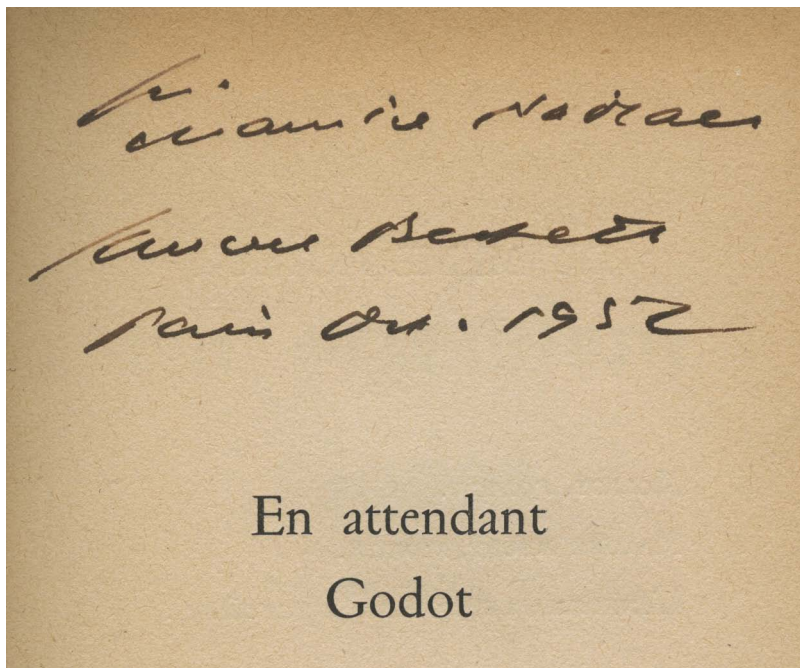 Maurice Nadeau
Samuel Beckett
Paris Oct. 1952
En attendant
Godot